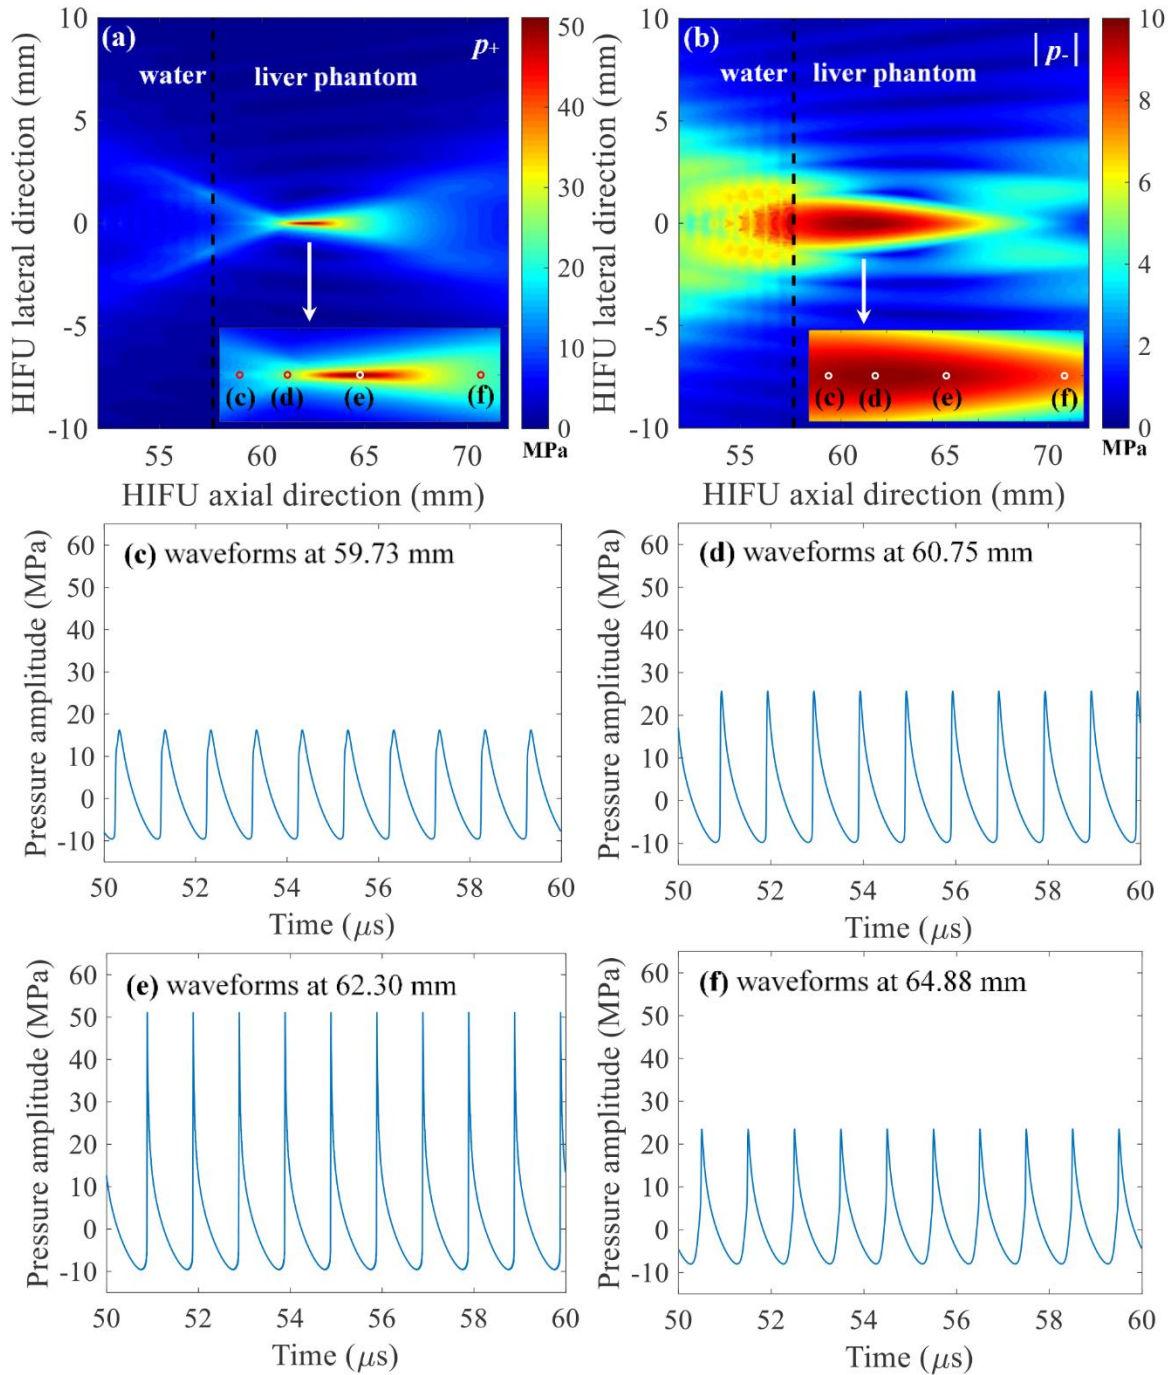 (a)
p+
water
liver phantom
(c)
(d)
(e)
(f)
10
5
0
-5
-10
HIFU lateral direction (mm)
55
60
65
70
HIFU axial direction (mm)
50
40
30
20
10
0
MPa
(b)
|p-|
water
liver phantom
(c)
(d)
(e)
(f)
10
5
0
-5
-10
HIFU lateral direction (mm)
55
60
65
70
HIFU axial direction (mm)
10
8
6
4
2
0
MPa
(c) waveforms at 59.73 mm
60
50
40
30
20
10
0
-10
Pressure amplitude (MPa)
50 52 54 56 58 60
Time (μs)
(d) waveforms at 60.75 mm
60
50
40
30
20
10
0
-10
Pressure amplitude (MPa)
50 52 54 56 58 60
Time (μs)
(e) waveforms at 62.30 mm
60
50
40
30
20
10
0
-10
Pressure amplitude (MPa)
50 52 54 56 58 60
Time (μs)
(f) waveforms at 64.88 mm
60
50
40
30
20
10
0
-10
Pressure amplitude (MPa)
50 52 54 56 58 60
Time (μs)